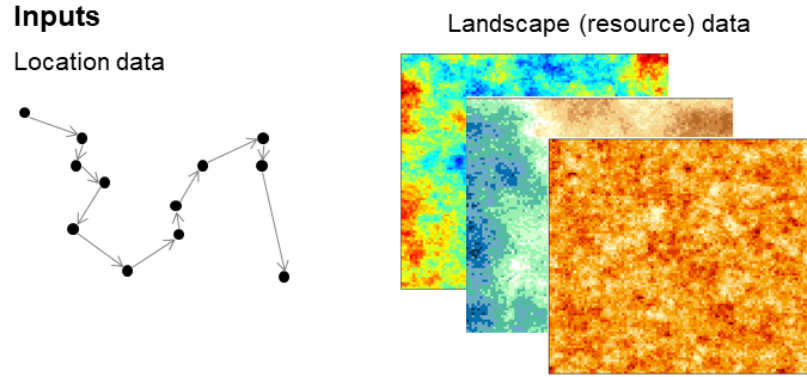 Inputs
Location data
Landscape (resource) data